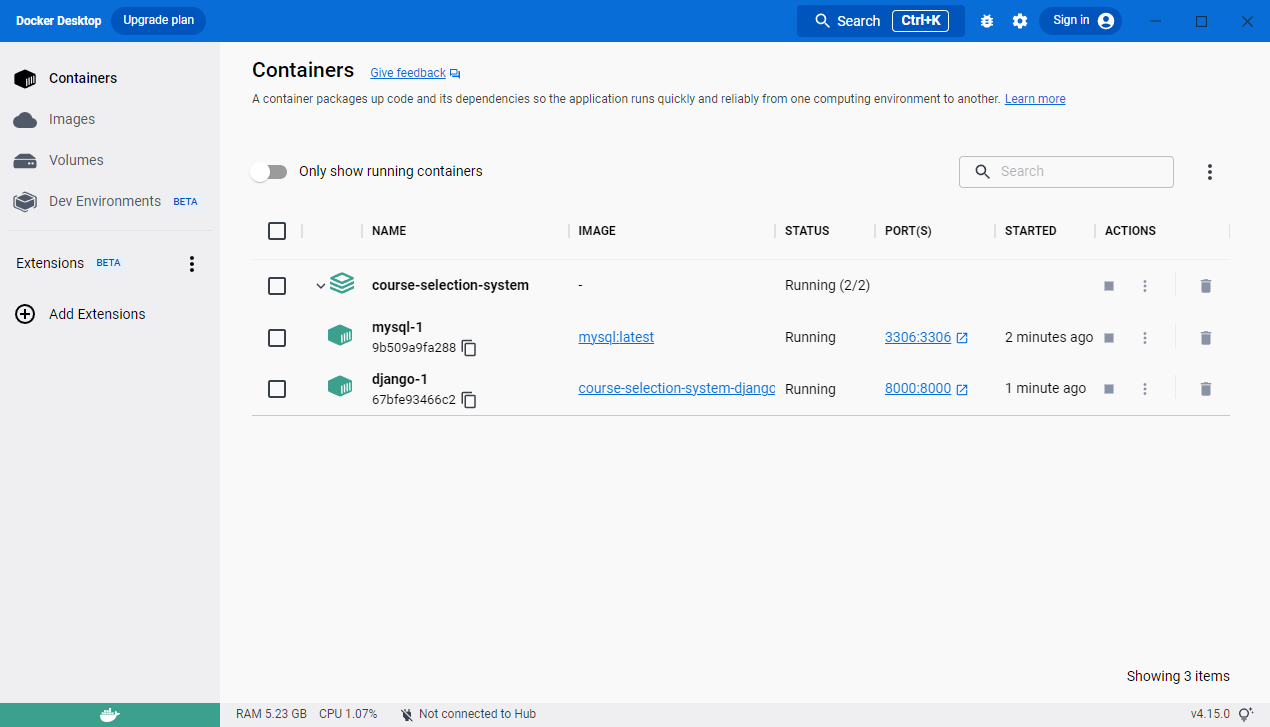 Docker Desktop Upgrade plan Search Ctrl+K Sign in
Containers
Images
Volumes
Dev Environments BETA
Extensions BETA
Add Extensions
Containers Give feedback
A container packages up code and its dependencies so the application runs quickly and reliably from one computing environment to another. Learn more
Only show running containers Search
NAME IMAGE STATUS PORT(S) STARTED ACTIONS
course-selection-system - Running (2/2)
mysql-1 mysql:latest Running 3306:3306 2 minutes ago
9b509a9fa288
django-1 course-selection-system-django Running 8000:8000 1 minute ago
67bfe93466c2
Showing 3 items
RAM 5.23 GB CPU 1.07% Not connected to Hub v4.15.0